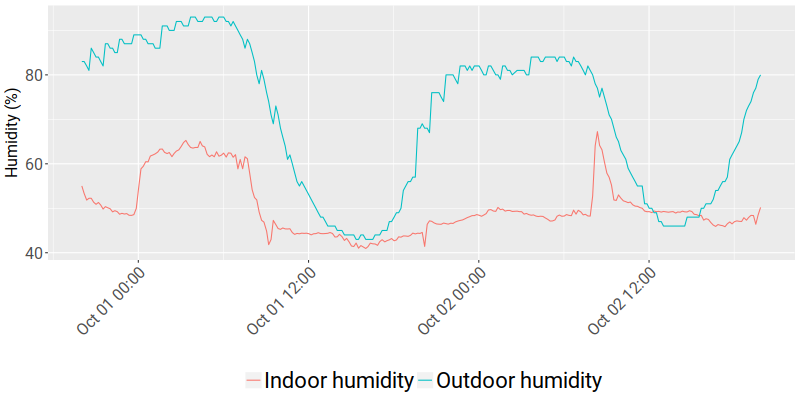 Humidity (%)
80
60
40
Oct 01 00:00
Oct 01 12:00
Oct 02 00:00
Oct 02 12:00
Indoor humidity Outdoor humidity